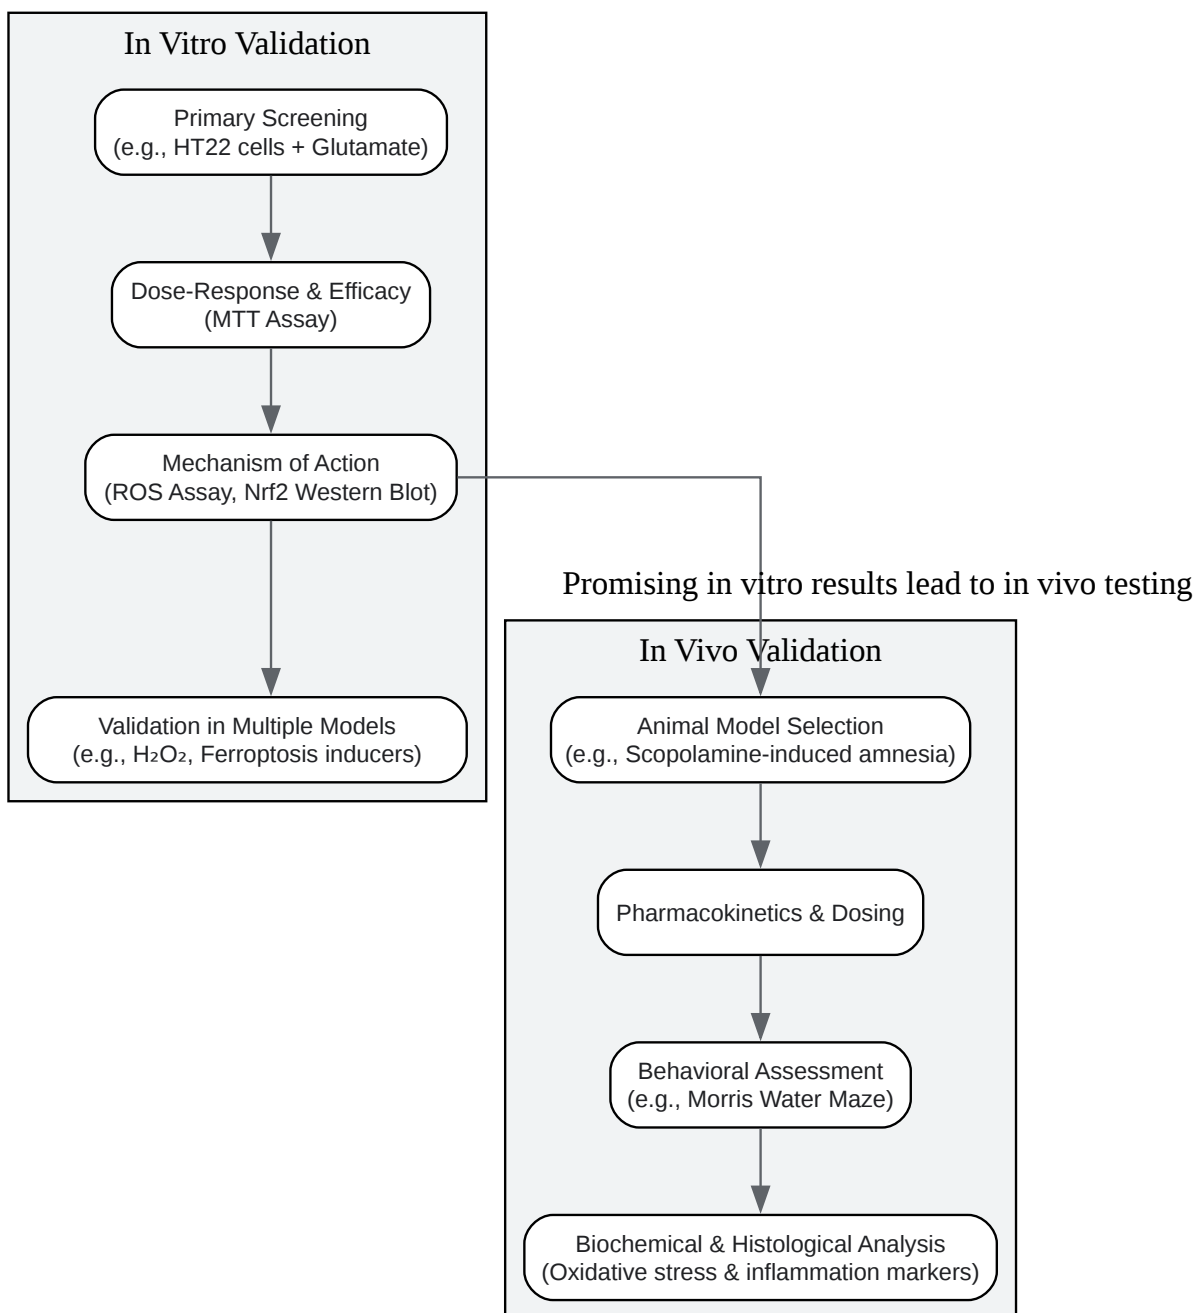 In Vitro Validation
Primary Screening
(e.g., HT22 cells + Glutamate)
Dose-Response & Efficacy
(MTT Assay)
Mechanism of Action
(ROS Assay, Nrf2 Western Blot)
Validation in Multiple Models
(e.g., H₂O₂, Ferroptosis inducers)
Promising in vitro results lead to in vivo testing
In Vivo Validation
Animal Model Selection
(e.g., Scopolamine-induced amnesia)
Pharmacokinetics & Dosing
Behavioral Assessment
(e.g., Morris Water Maze)
Biochemical & Histological Analysis
(Oxidative stress & inflammation markers)